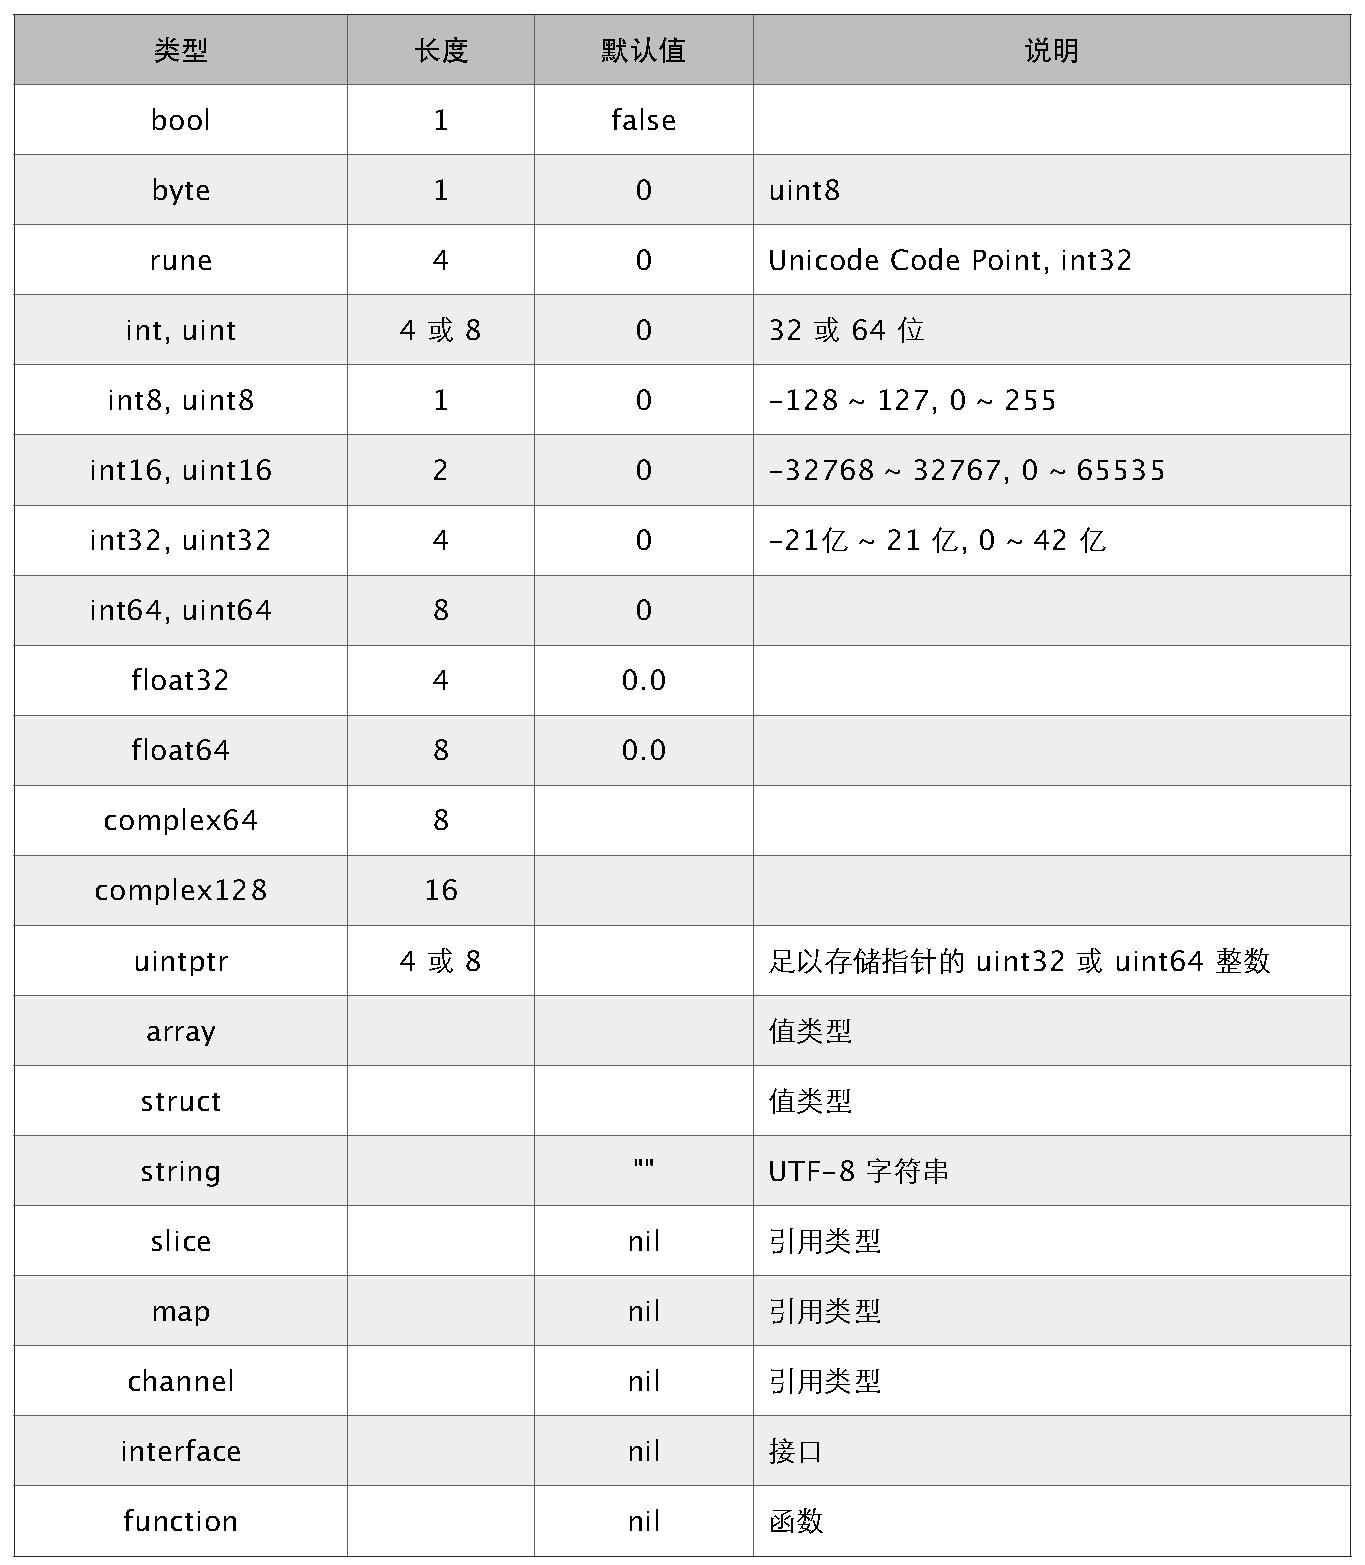 类型 长度 默认值 说明
bool 1 false
byte 1 0 uint8
rune 4 0 Unicode Code Point, int32
int, uint 4 或 8 0 32 或 64 位
int8, uint8 1 0 -128 ~ 127, 0 ~ 255
int16, uint16 2 0 -32768 ~ 32767, 0 ~ 65535
int32, uint32 4 0 -21亿 ~ 21 亿, 0 ~ 42 亿
int64, uint64 8 0
float32 4 0.0
float64 8 0.0
complex64 8
complex128 16
uintptr 4 或 8 足以存储指针的 uint32 或 uint64 整数
array 值类型
struct 值类型
string "" UTF-8 字符串
slice nil 引用类型
map nil 引用类型
channel nil 引用类型
interface nil 接口
function nil 函数